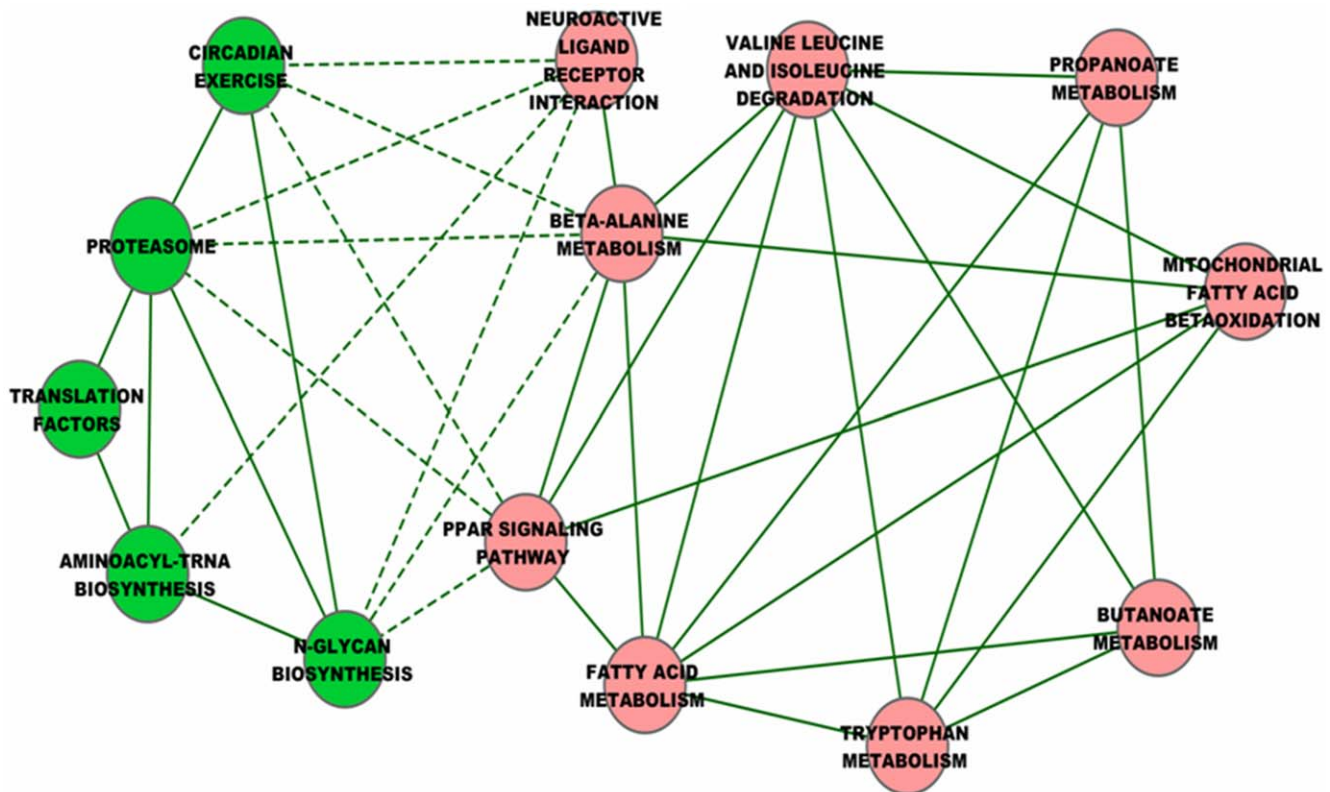 CIRCADIAN
EXERCISE
NEUROACTIVE
LIGAND
RECEPTOR
INTERACTION
VALINE LEUCINE
AND ISOLEUCINE
DEGRADATION
PROPANOATE
METABOLISM
PROTEASOME
BETA-ALANINE
METABOLISM
MITOCHONDRIAL
FATTY ACID
BETAOXIDATION
TRANSLATION
FACTORS
AMINOACYL-TRNA
BIOSYNTHESIS
PPAR SIGNALING
PATHWAY
N-GLYCAN
BIOSYNTHESIS
FATTY ACID
METABOLISM
BUTANOATE
METABOLISM
TRYPTOPHAN
METABOLISM